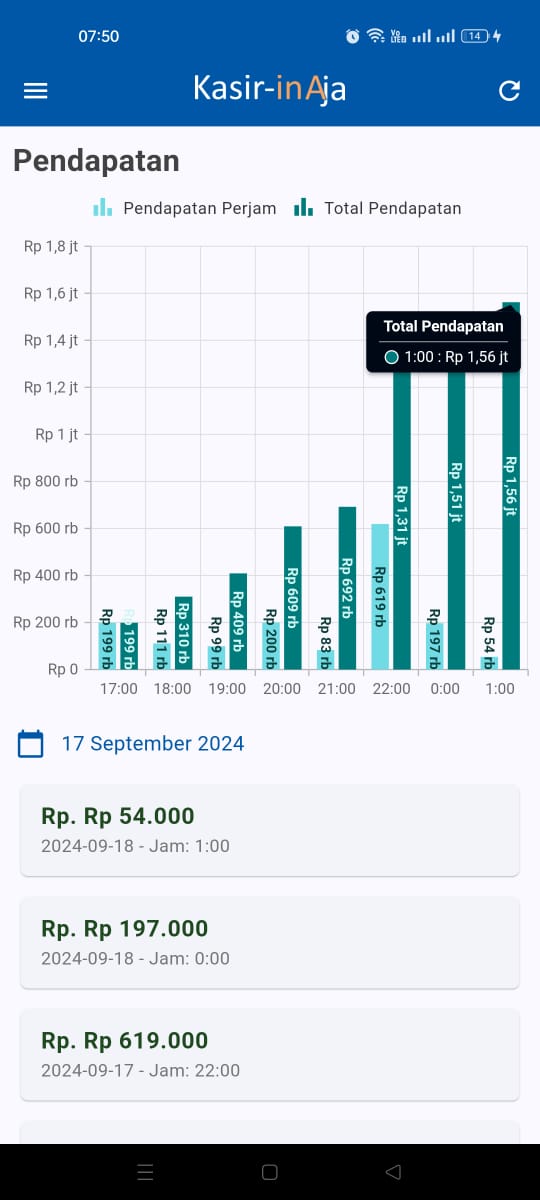 07:50
Vo LTE2 14
Kasir-inAja
Pendapatan
Pendapatan Perjam Total Pendapatan
Rp 1,8 jt
Rp 1,6 jt
Rp 1,4 jt
Rp 1,2 jt
Rp 1 jt
Rp 800 rb
Rp 600 rb
Rp 400 rb
Rp 200 rb
Rp 0
Total Pendapatan
1:00 : Rp 1,56 jt
Rp 199 rb
Rp 199 rb
Rp 111 rb
Rp 310 rb
Rp 99 rb
Rp 409 rb
Rp 200 rb
Rp 609 rb
Rp 83 rb
Rp 692 rb
Rp 619 rb
Rp 1,31 jt
Rp 197 rb
Rp 1,51 jt
Rp 54 rb
Rp 1,56 jt
17:00 18:00 19:00 20:00 21:00 22:00 0:00 1:00
17 September 2024
Rp. Rp 54.000
2024-09-18 - Jam: 1:00
Rp. Rp 197.000
2024-09-18 - Jam: 0:00
Rp. Rp 619.000
2024-09-17 - Jam: 22:00